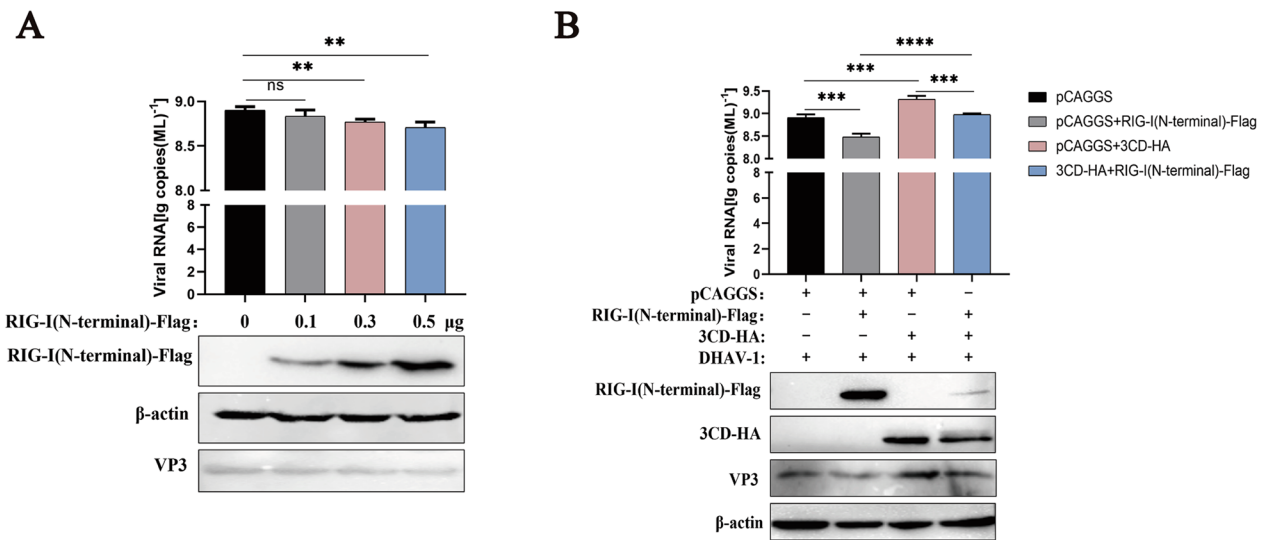 A
**
**
ns
Viral RNA[lg copies(ML)⁻¹]
9.0
8.5
8.0
8
6
4
2
0
RIG-I(N-terminal)-Flag: 0 0.1 0.3 0.5 μg
RIG-I(N-terminal)-Flag
β-actin
VP3
B
****
***
***
***
Viral RNA[lg copies(ML)⁻¹]
9.5
9.0
8.5
8.0
8
6
4
2
0
pCAGGS
pCAGGS+RIG-I(N-terminal)-Flag
pCAGGS+3CD-HA
3CD-HA+RIG-I(N-terminal)-Flag
pCAGGS: + + + −
RIG-I(N-terminal)-Flag: − + − +
3CD-HA: − − + +
DHAV-1: + + + +
RIG-I(N-terminal)-Flag
3CD-HA
VP3
β-actin